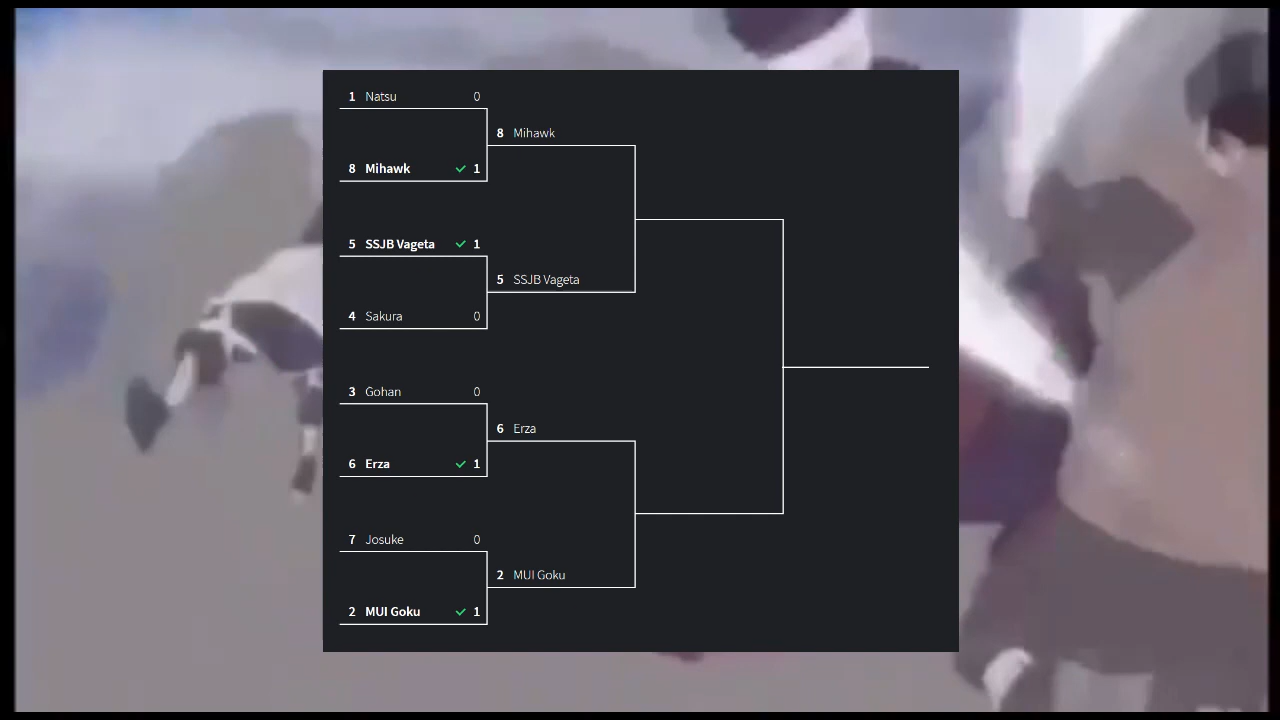 1 Natsu 0
8 Mihawk
8 Mihawk ✓ 1
5 SSJB Vageta ✓ 1
5 SSJB Vageta
4 Sakura 0
3 Gohan 0
6 Erza
6 Erza ✓ 1
7 Josuke 0
2 MUI Goku
2 MUI Goku ✓ 1